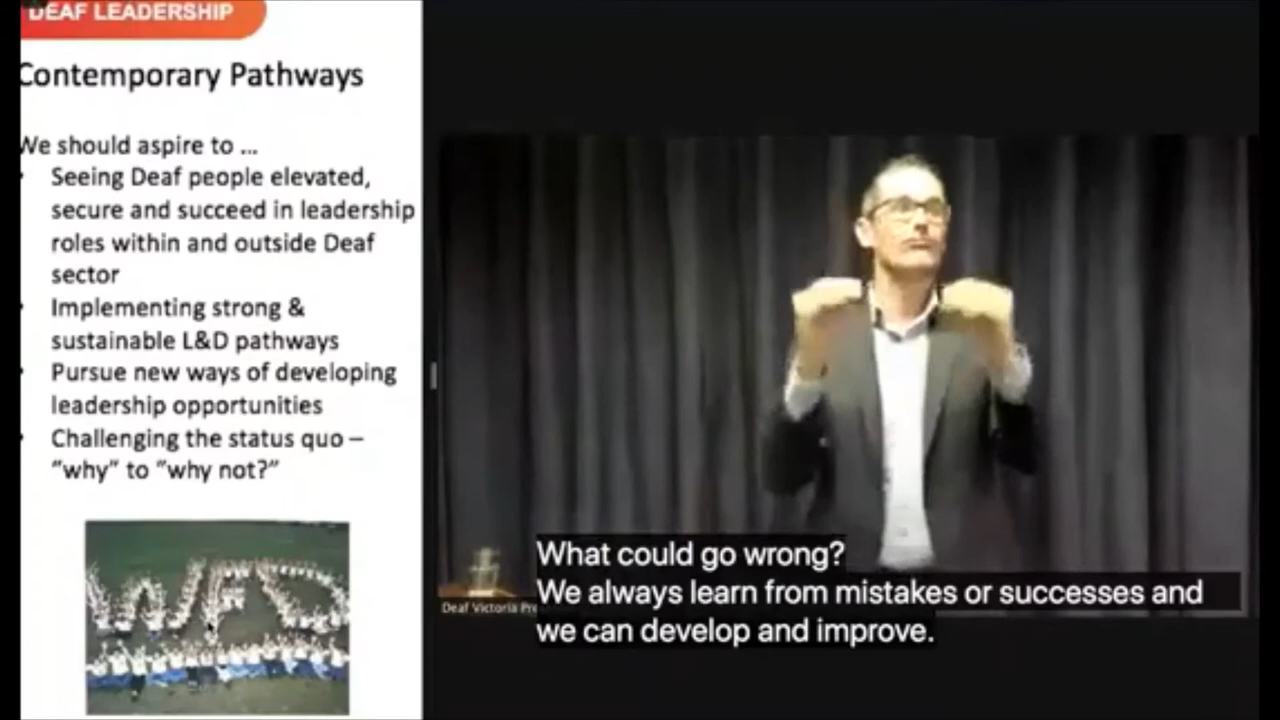 DEAF LEADERSHIP
Contemporary Pathways
We should aspire to ...
• Seeing Deaf people elevated,
secure and succeed in leadership
roles within and outside Deaf
sector
• Implementing strong &
sustainable L&D pathways
• Pursue new ways of developing
leadership opportunities
• Challenging the status quo –
"why" to "why not?"
WFD
What could go wrong?
We always learn from mistakes or successes and
we can develop and improve.
Deaf Victoria